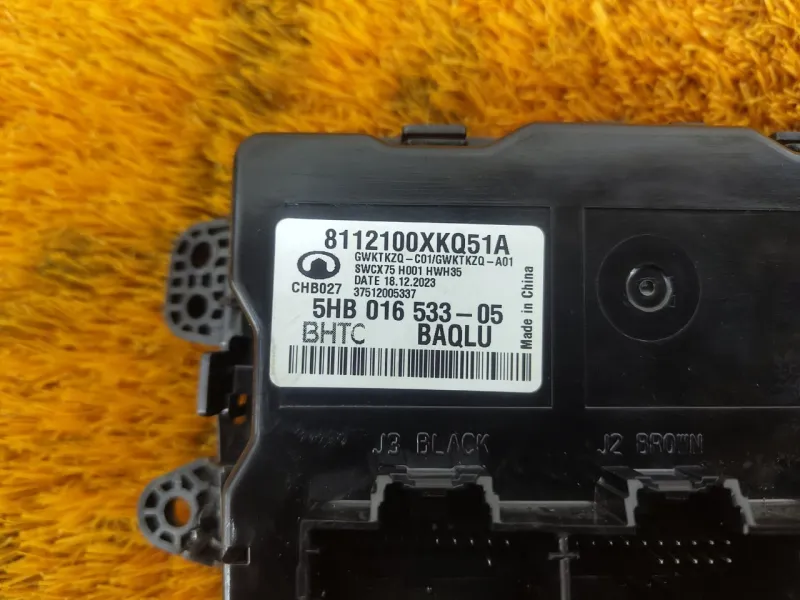 8112100XKQ51A
GWKTKZQ-C01/GWKTKZQ-A01
SWCX75 H001 HWH35
DATE 18.12.2023
CHB027
37512005337
5HB 016 533-05
BHTC BAQLU
Made in China
J3 BLACK J2 BROWN